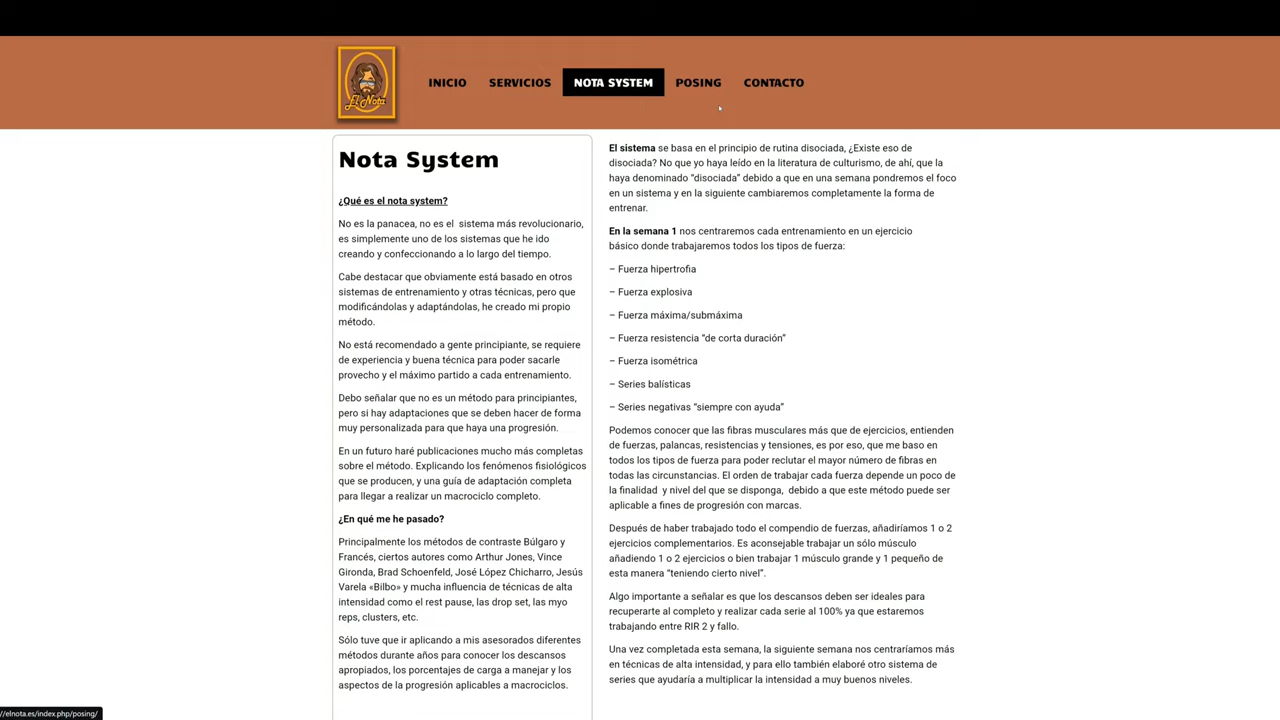 El Nota
INICIO SERVICIOS NOTA SYSTEM POSING CONTACTO
Nota System
¿Qué es el nota system?
No es la panacea, no es el sistema más revolucionario,
es simplemente uno de los sistemas que he ido
creando y confeccionando a lo largo del tiempo.
Cabe destacar que obviamente está basado en otros
sistemas de entrenamiento y otras técnicas, pero que
modificándolas y adaptándolas, he creado mi propio
método.
No está recomendado a gente principiante, se requiere
de experiencia y buena técnica para poder sacarle
provecho y el máximo partido a cada entrenamiento.
Debo señalar que no es un método para principiantes,
pero si hay adaptaciones que se deben hacer de forma
muy personalizada para que haya una progresión.
En un futuro haré publicaciones mucho más completas
sobre el método. Explicando los fenómenos fisiológicos
que se producen, y una guía de adaptación completa
para llegar a realizar un macrociclo completo.
¿En qué me he pasado?
Principalmente los métodos de contraste Búlgaro y
Francés, ciertos autores como Arthur Jones, Vince
Gironda, Brad Schoenfeld, José López Chicharro, Jesús
Varela «Bilbo» y mucha influencia de técnicas de alta
intensidad como el rest pause, las drop set, las myo
reps, clusters, etc.
Sólo tuve que ir aplicando a mis asesorados diferentes
métodos durante años para conocer los descansos
apropiados, los porcentajes de carga a manejar y los
aspectos de la progresión aplicables a macrociclos.
El sistema se basa en el principio de rutina disociada, ¿Existe eso de
disociada? No que yo haya leído en la literatura de culturismo, de ahí, que la
haya denominado “disociada” debido a que en una semana pondremos el foco
en un sistema y en la siguiente cambiaremos completamente la forma de
entrenar.
En la semana 1 nos centraremos cada entrenamiento en un ejercicio
básico donde trabajaremos todos los tipos de fuerza:
– Fuerza hipertrofia
– Fuerza explosiva
– Fuerza máxima/submáxima
– Fuerza resistencia “de corta duración”
– Fuerza isométrica
– Series balísticas
– Series negativas “siempre con ayuda”
Podemos conocer que las fibras musculares más que de ejercicios, entienden
de fuerzas, palancas, resistencias y tensiones, es por eso, que me baso en
todos los tipos de fuerza para poder reclutar el mayor número de fibras en
todas las circunstancias. El orden de trabajar cada fuerza depende un poco de
la finalidad y nivel del que se disponga, debido a que este método puede ser
aplicable a fines de progresión con marcas.
Después de haber trabajado todo el compendio de fuerzas, añadiríamos 1 o 2
ejercicios complementarios. Es aconsejable trabajar un sólo músculo
añadiendo 1 o 2 ejercicios o bien trabajar 1 músculo grande y 1 pequeño de
esta manera “teniendo cierto nivel”.
Algo importante a señalar es que los descansos deben ser ideales para
recuperarte al completo y realizar cada serie al 100% ya que estaremos
trabajando entre RIR 2 y fallo.
Una vez completada esta semana, la siguiente semana nos centraríamos más
en técnicas de alta intensidad, y para ello también elaboré otro sistema de
series que ayudaría a multiplicar la intensidad a muy buenos niveles.
//elnota.es/index.php/posing/